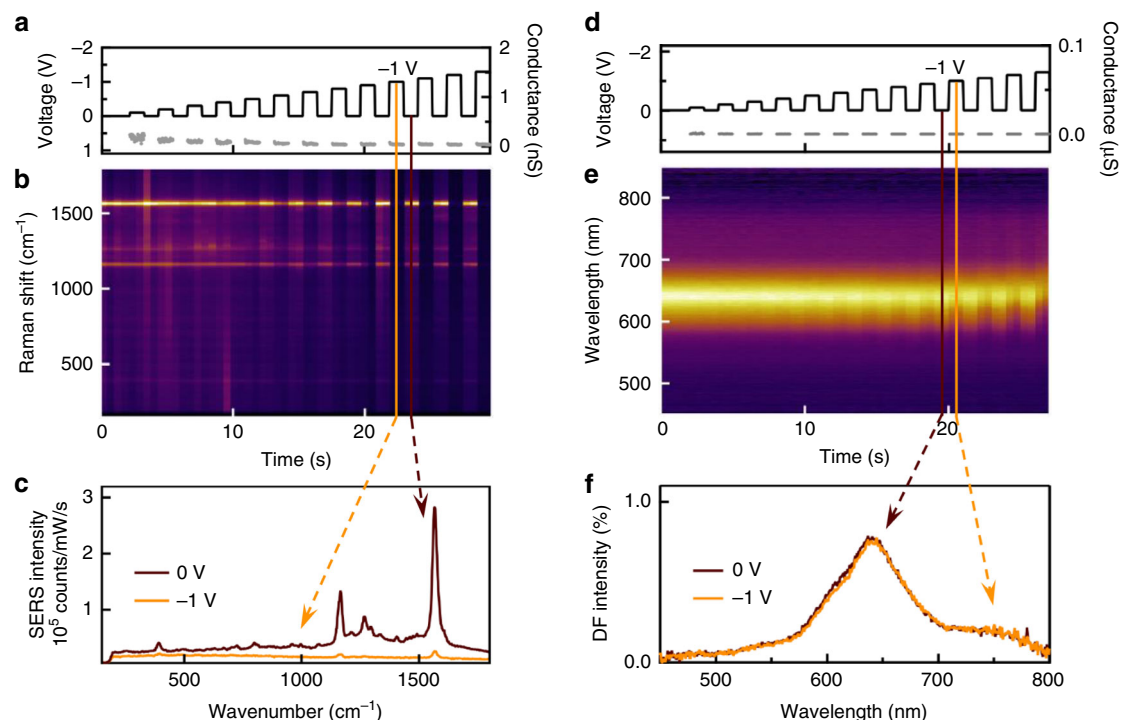 a
Voltage (V)
−2
−1
0
1
−1 V
2
1
0
Conductance (nS)
b
Raman shift (cm⁻¹)
1500
1000
500
0
10
20
Time (s)
c
SERS intensity
10⁵ counts/mW/s
3
2
1
0 V
−1 V
500
1000
1500
Wavenumber (cm⁻¹)
d
Voltage (V)
−2
0
−1 V
0.1
0.0
Conductance (µS)
e
Wavelength (nm)
800
700
600
500
0
10
20
Time (s)
f
DF intensity (%)
1.0
0.0
0 V
−1 V
500
600
700
800
Wavelength (nm)